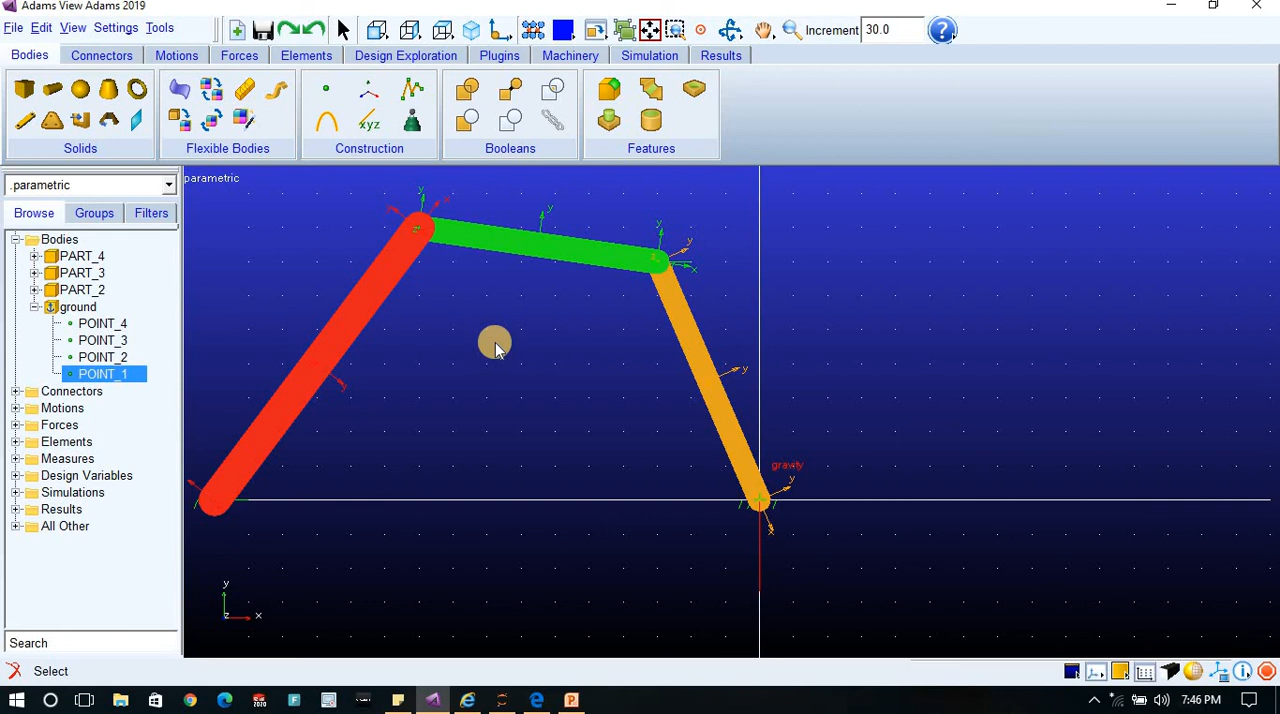 Adams View Adams 2019
File Edit View Settings Tools
Increment 30.0
Bodies Connectors Motions Forces Elements Design Exploration Plugins Machinery Simulation Results
xyz
Solids Flexible Bodies Construction Booleans Features
.parametric
Browse Groups Filters
Bodies
PART_4
PART_3
PART_2
ground
POINT_4
POINT_3
POINT_2
POINT_1
Connectors
Motions
Forces
Elements
Measures
Design Variables
Simulations
Results
All Other
Search
parametric
y
x
y
y
y
z
x
y
y
gravity
y
x
y
z
x
Select
2020
F
7:46 PM